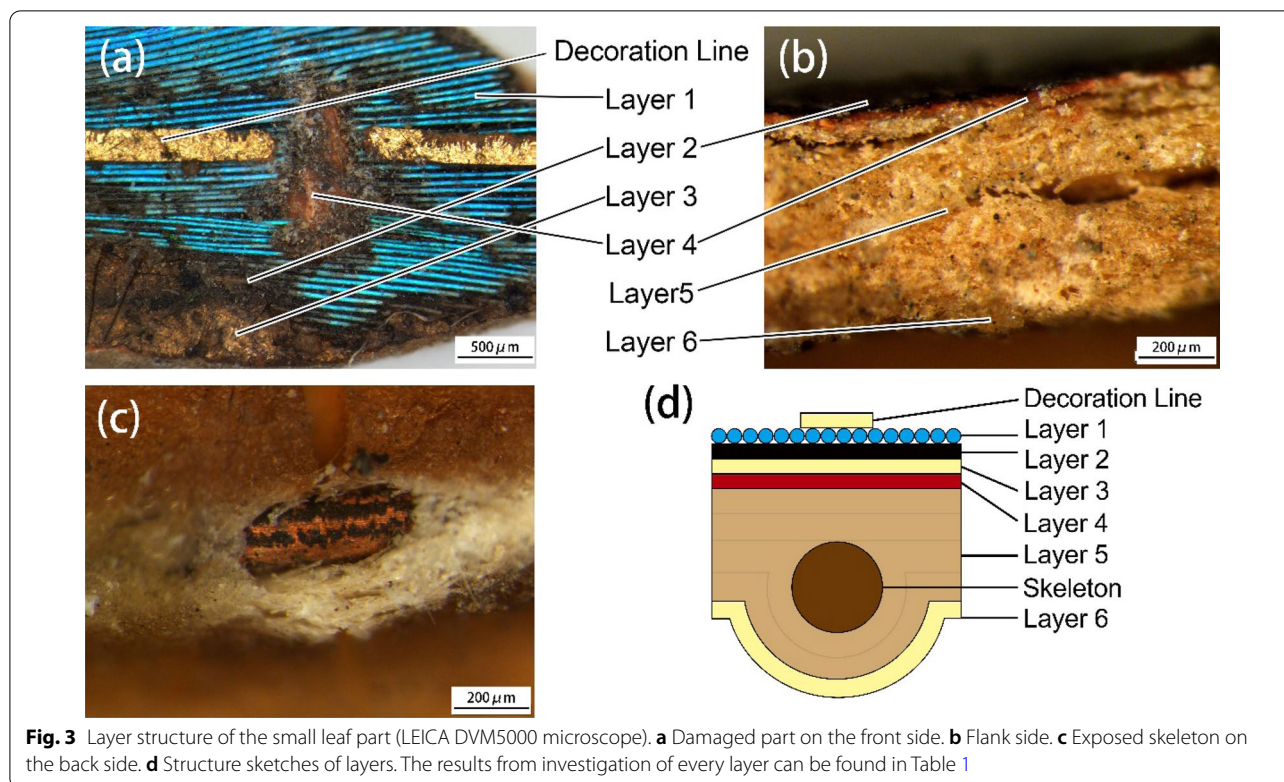 (a)
Decoration Line
Layer 1
Layer 2
Layer 3
Layer 4
Layer5
Layer 6
500 μm
(b)
200 μm
(c)
200 μm
(d)
Decoration Line
Layer 1
Layer 2
Layer 3
Layer 4
Layer 5
Skeleton
Layer 6
Fig. 3 Layer structure of the small leaf part (LEICA DVM5000 microscope). a Damaged part on the front side. b Flank side. c Exposed skeleton on
the back side. d Structure sketches of layers. The results from investigation of every layer can be found in Table 1